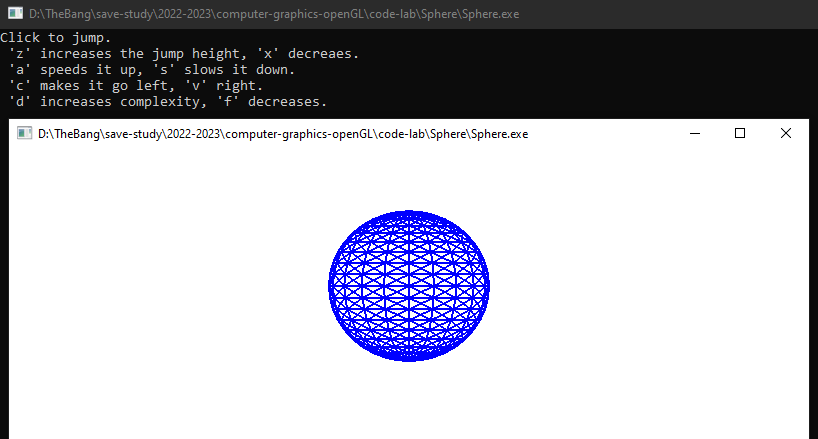 D:\TheBang\save-study\2022-2023\computer-graphics-openGL\code-lab\Sphere\Sphere.exe
Click to jump.
'z' increases the jump height, 'x' decreaes.
'a' speeds it up, 's' slows it down.
'c' makes it go left, 'v' right.
'd' increases complexity, 'f' decreases.
D:\TheBang\save-study\2022-2023\computer-graphics-openGL\code-lab\Sphere\Sphere.exe